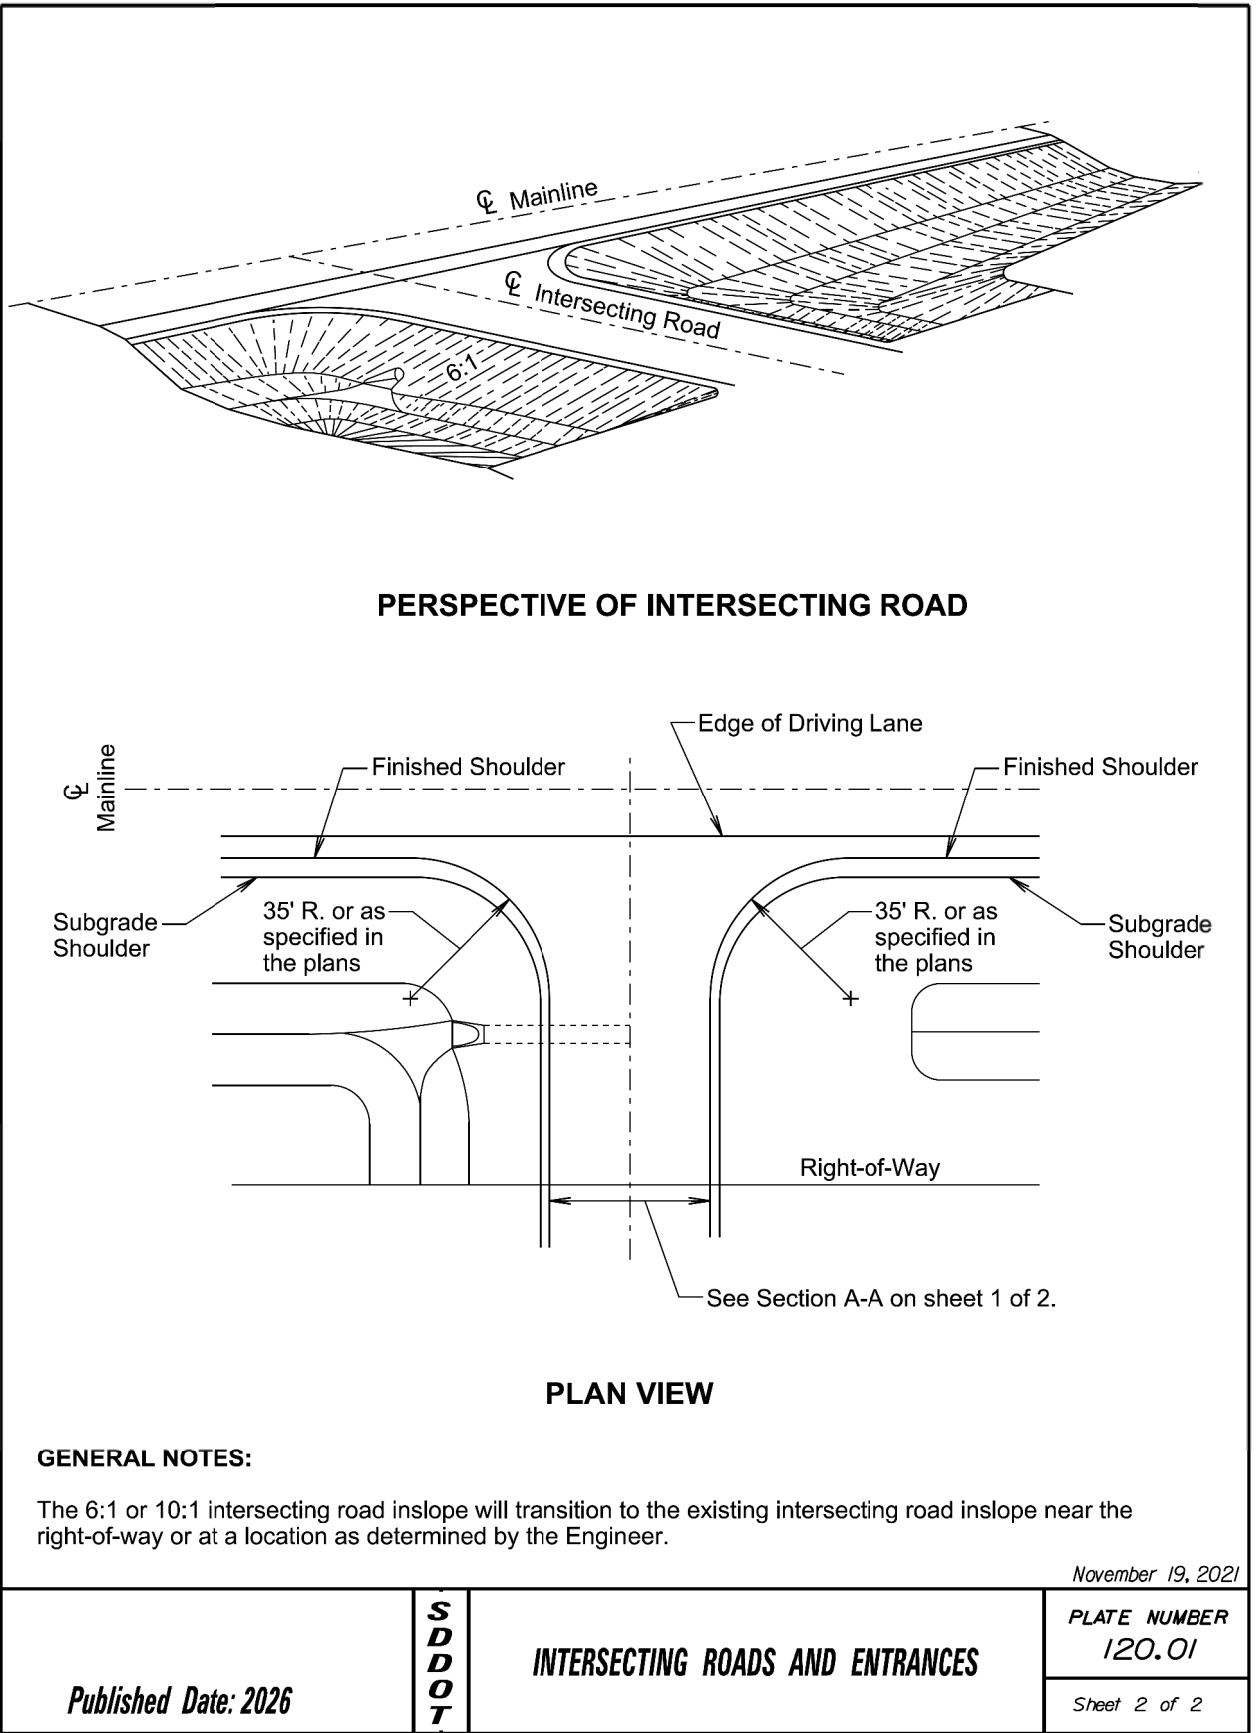 ℄ Mainline
℄ Intersecting Road
6:1
PERSPECTIVE OF INTERSECTING ROAD
Edge of Driving Lane
Finished Shoulder
Finished Shoulder
℄ Mainline
Subgrade
Shoulder
35' R. or as
specified in
the plans
35' R. or as
specified in
the plans
Subgrade
Shoulder
Right-of-Way
See Section A-A on sheet 1 of 2.
PLAN VIEW
GENERAL NOTES:
The 6:1 or 10:1 intersecting road inslope will transition to the existing intersecting road inslope near the
right-of-way or at a location as determined by the Engineer.
November 19, 2021
Published Date: 2026
SDDOT
INTERSECTING ROADS AND ENTRANCES
PLATE NUMBER
120.01
Sheet 2 of 2